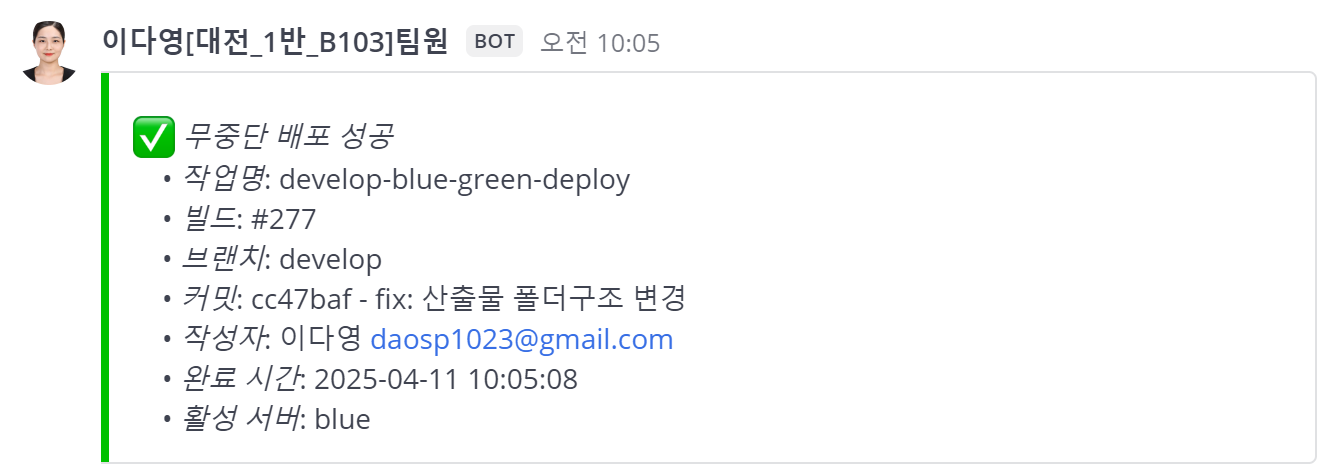 이다영[대전_1반_B103]팀원 BOT 오전 10:05
✅ 무중단 배포 성공
• 작업명: develop-blue-green-deploy
• 빌드: #277
• 브랜치: develop
• 커밋: cc47baf - fix: 산출물 폴더구조 변경
• 작성자: 이다영 daosp1023@gmail.com
• 완료 시간: 2025-04-11 10:05:08
• 활성 서버: blue